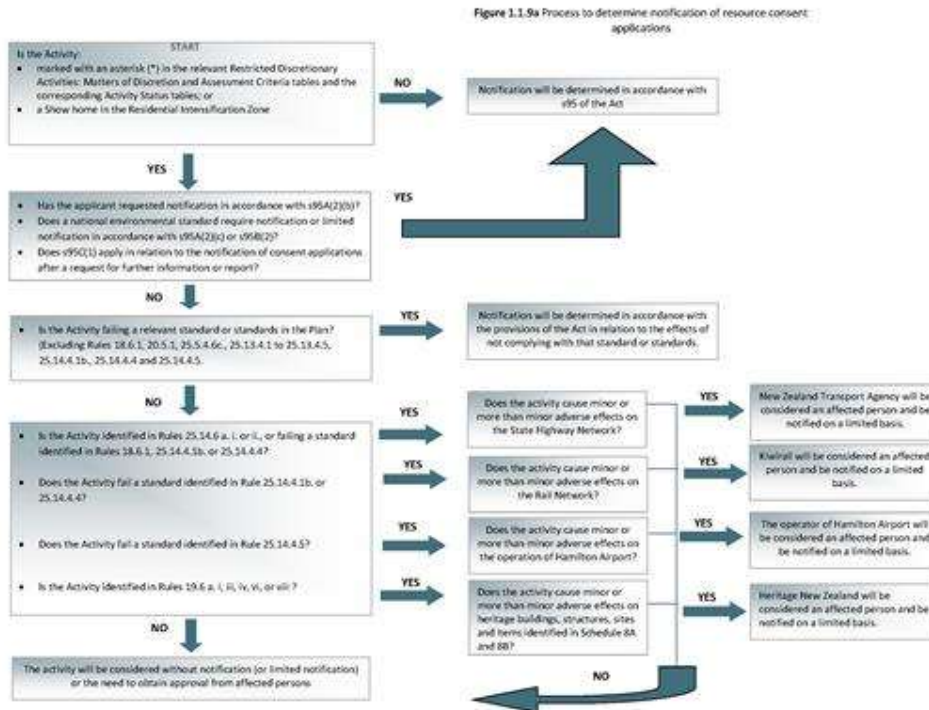 Figure 1.1.9a Process to determine notification of resource consent
applications
START
Is the Activity:
• marked with an asterisk (*) in the relevant Restricted Discretionary
Activities: Matters of Discretion and Assessment Criteria tables and the
corresponding Activity Status tables; or
• a Show home in the Residential Intensification Zone
NO
Notification will be determined in accordance with
s95 of the Act
YES
• Has the applicant requested notification in accordance with s95A(2)(b)?
• Does a national environmental standard require notification or limited
notification in accordance with s95A(2)(c) or s95B(2)?
• Does s95C(1) apply in relation to the notification of consent applications
after a request for further information or report?
YES
NO
• Is the Activity failing a relevant standard or standards in the Plan?
(Excluding Rules 18.6.1, 20.5.1, 25.5.4.6c., 25.13.4.1 to 25.13.4.5,
25.14.4.1b., 25.14.4.4 and 25.14.4.5.
YES
Notification will be determined in accordance with
the provisions of the Act in relation to the effects of
not complying with that standard or standards.
NO
• Is the Activity identified in Rules 25.14.6 a. i. or ii., or failing a standard
identified in Rules 18.6.1, 25.14.4.1b. or 25.14.4.4?
YES
Does the activity cause minor or
more than minor adverse effects on
the State Highway Network?
YES
New Zealand Transport Agency will be
considered an affected person and be
notified on a limited basis.
• Does the Activity fail a standard identified in Rule 25.14.4.1b. or
25.14.4.4?
YES
Does the activity cause minor or
more than minor adverse effects on
the Rail Network?
YES
Kiwirail will be considered an affected
person and be notified on a limited
basis.
• Does the Activity fail a standard identified in Rule 25.14.4.5?
YES
Does the activity cause minor or
more than minor adverse effects on
the operation of Hamilton Airport?
YES
The operator of Hamilton Airport will
be considered an affected person and
be notified on a limited basis.
• Is the Activity identified in Rules 19.6 a. i, iii, iv, vi, or
YES
Does the activity cause minor or
more than minor adverse effects on
heritage buildings, structures, sites
and items identified in Schedule 8A
and 8B?
YES
Heritage New Zealand will be
considered an affected person and be
notified on a limited basis.
NO
NO
The activity will be considered without notification (or limited notification)
or the need to obtain approval from affected persons